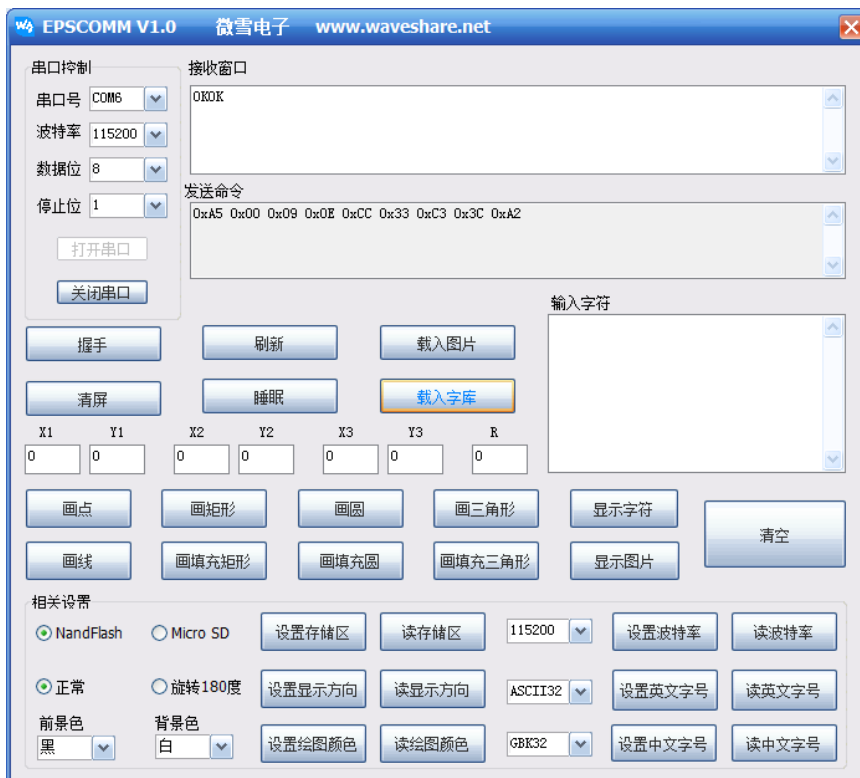 EPSCOMM V1.0 微雪电子 www.waveshare.net
串口控制 接收窗口
串口号 COM6
OKOK
波特率 115200
数据位 8
发送命令
停止位 1
0xA5 0x00 0x09 0x0E 0xCC 0x33 0xC3 0x3C 0xA2
打开串口
关闭串口
输入字符
握手 刷新 载入图片
清屏 睡眠 载入字库
X1 Y1 X2 Y2 X3 Y3 R
0 0 0 0 0 0 0
画点 画矩形 画圆 画三角形 显示字符
清空
画线 画填充矩形 画填充圆 画填充三角形 显示图片
相关设置
NandFlash Micro SD 设置存储区 读存储区 115200 设置波特率 读波特率
正常 旋转180度 设置显示方向 读显示方向 ASCII32 设置英文字号 读英文字号
前景色 背景色
黑 白 设置绘图颜色 读绘图颜色 GBK32 设置中文字号 读中文字号